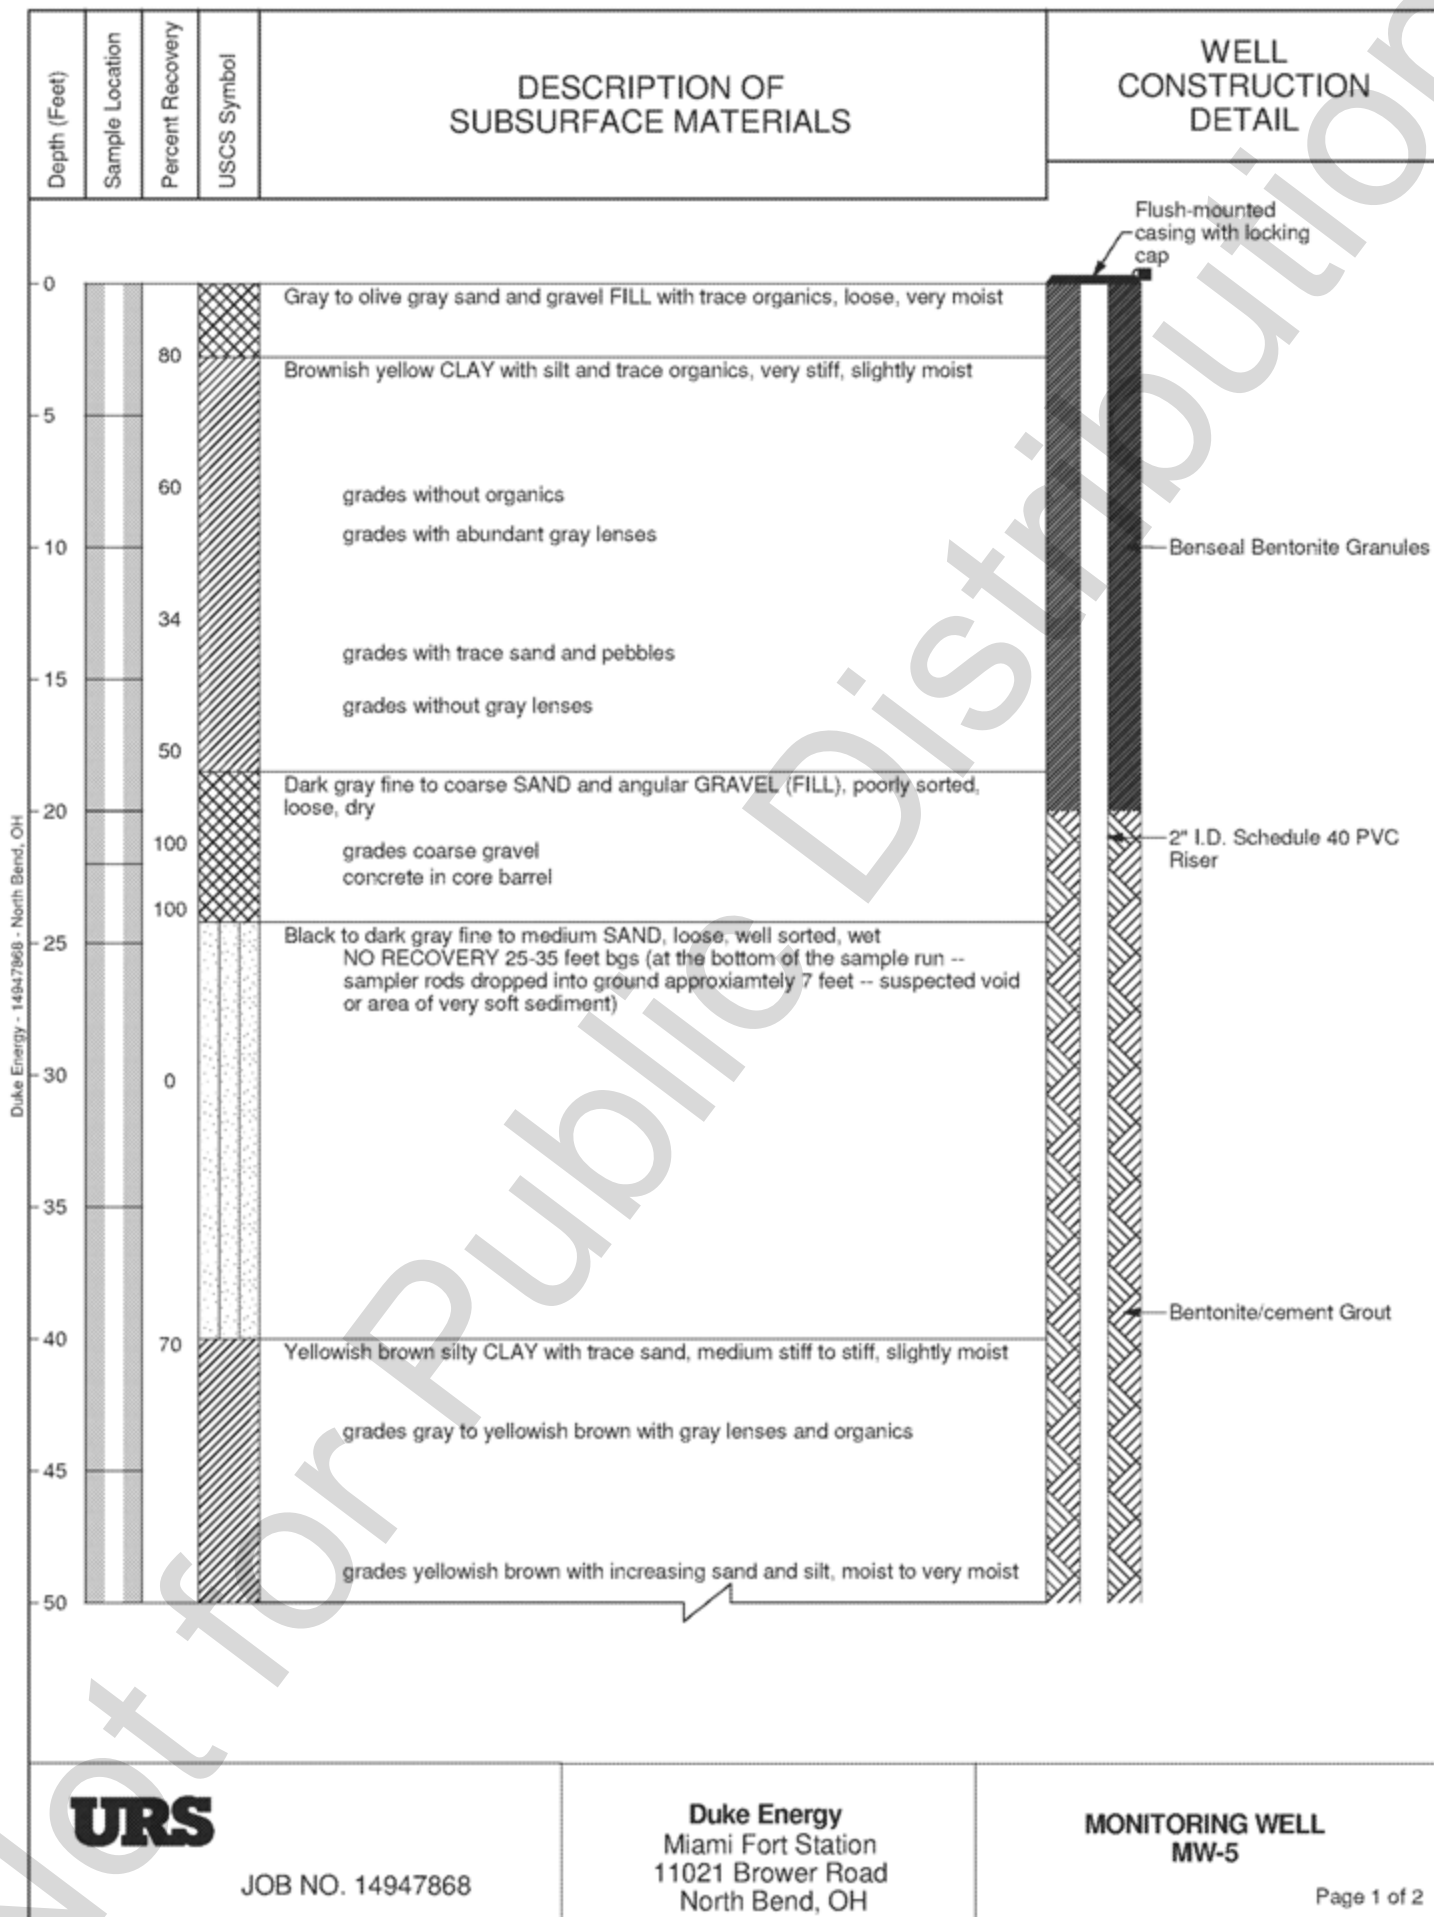 Depth (Feet)
Sample Location
Percent Recovery
USCS Symbol
DESCRIPTION OF
SUBSURFACE MATERIALS
WELL
CONSTRUCTION
DETAIL
Flush-mounted
casing with locking
cap
0
Gray to olive gray sand and gravel FILL with trace organics, loose, very moist
80
Brownish yellow CLAY with silt and trace organics, very stiff, slightly moist
5
60
grades without organics
grades with abundant gray lenses
10
Benseal Bentonite Granules
34
grades with trace sand and pebbles
15
grades without gray lenses
50
Dark gray fine to coarse SAND and angular GRAVEL (FILL), poorly sorted,
loose, dry
20
2" I.D. Schedule 40 PVC
Riser
100
grades coarse gravel
concrete in core barrel
100
Black to dark gray fine to medium SAND, loose, well sorted, wet
25
NO RECOVERY 25-35 feet bgs (at the bottom of the sample run --
sampler rods dropped into ground approxiamtely 7 feet -- suspected void
or area of very soft sediment)
30
0
35
Bentonite/cement Grout
40
70
Yellowish brown silty CLAY with trace sand, medium stiff to stiff, slightly moist
grades gray to yellowish brown with gray lenses and organics
45
grades yellowish brown with increasing sand and silt, moist to very moist
50
Duke Energy - 14947868 - North Bend, OH
URS
JOB NO. 14947868
Duke Energy
Miami Fort Station
11021 Brower Road
North Bend, OH
MONITORING WELL
MW-5
Page 1 of 2
Not for Public Distribution